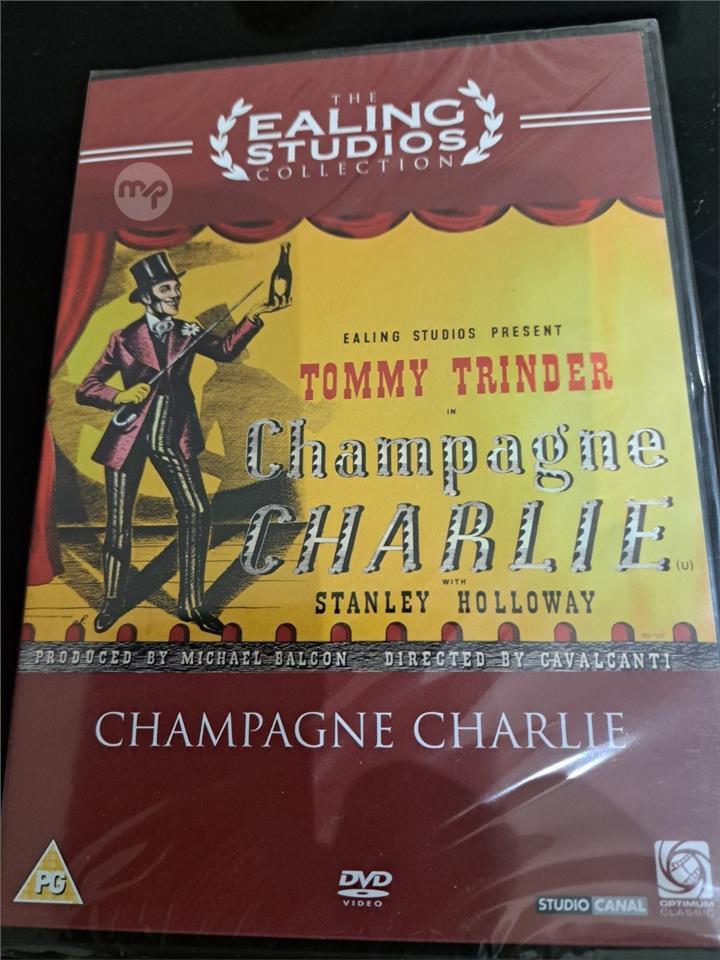 THE
EALING
STUDIOS
COLLECTION
mp
EALING STUDIOS PRESENT
TOMMY TRINDER
IN
Champagne
CHARLIE (U)
WITH
STANLEY HOLLOWAY
PRODUCED BY MICHAEL BALCON - DIRECTED BY CAVALCANTI
CHAMPAGNE CHARLIE
PG
DVD
VIDEO
STUDIO CANAL
OPTIMUM
CLASSIC